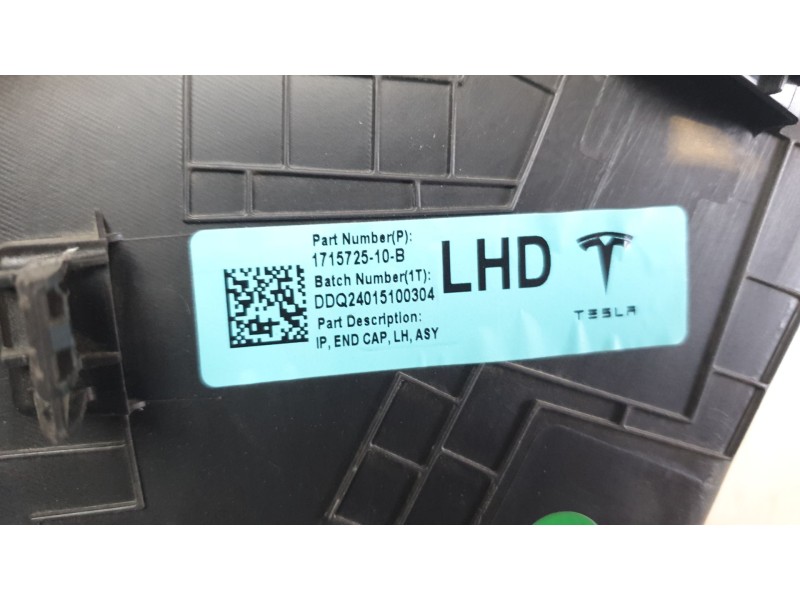 Part Number(P):
1715725-10-B
Batch Number(1T):
DDQ24015100304
Part Description:
IP, END CAP, LH, ASY
LHD
TESLA